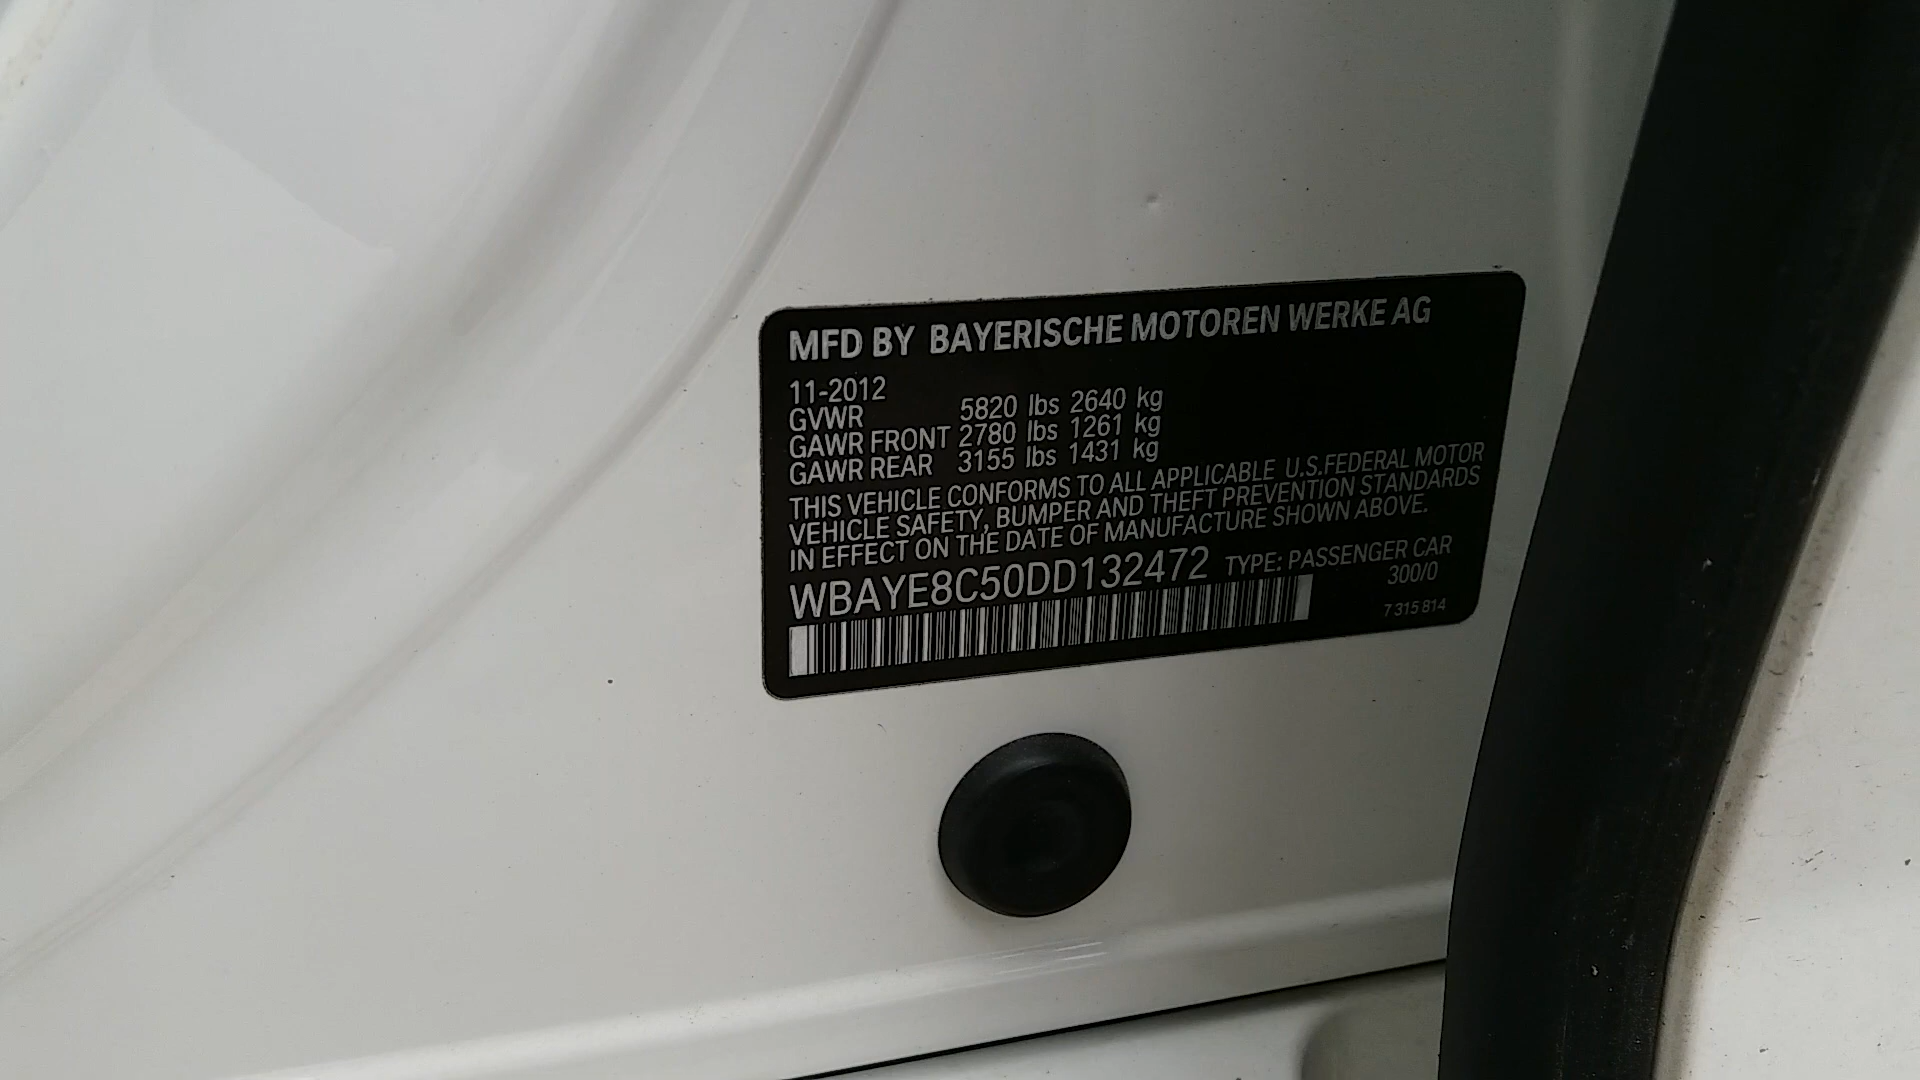 MFD BY BAYERISCHE MOTOREN WERKE AG
11-2012
GVWR 5820 lbs 2640 kg
GAWR FRONT 2780 lbs 1261 kg
GAWR REAR 3155 lbs 1431 kg
THIS VEHICLE CONFORMS TO ALL APPLICABLE U.S.FEDERAL MOTOR
VEHICLE SAFETY, BUMPER AND THEFT PREVENTION STANDARDS
IN EFFECT ON THE DATE OF MANUFACTURE SHOWN ABOVE.
WBAYE8C50DD132472 TYPE: PASSENGER CAR
300/0
7 315 814